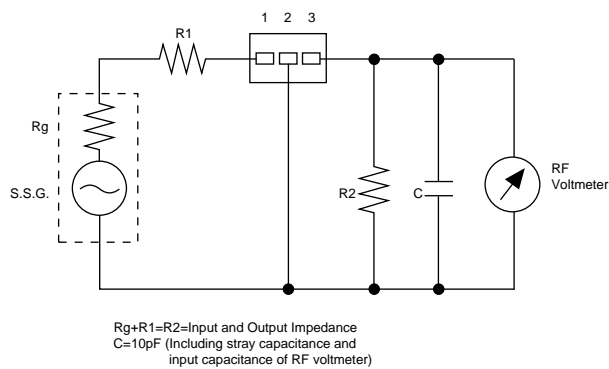 1 2 3
R1
Rg
S.S.G.
R2
C
RF
Voltmeter
Rg+R1=R2=Input and Output Impedance
C=10pF (Including stray capacitance and
input capacitance of RF voltmeter)